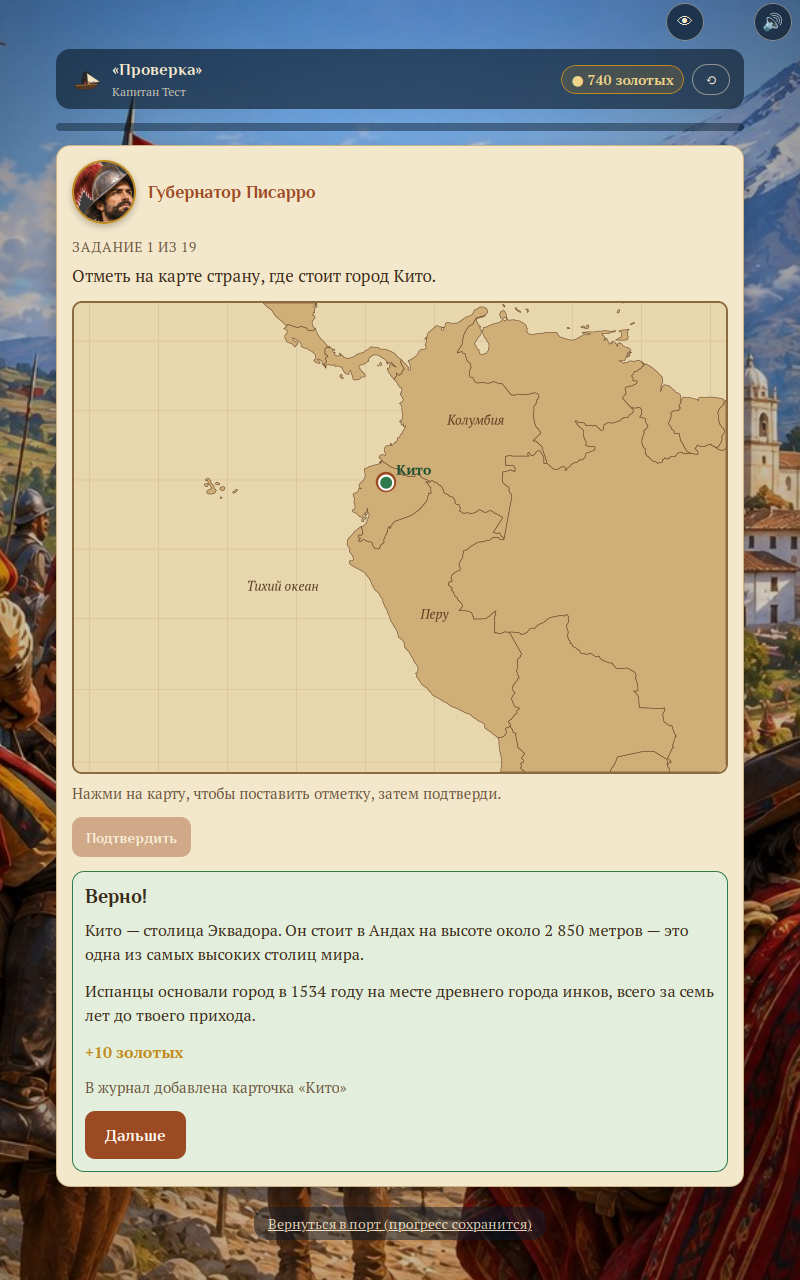 «Проверка»
Капитан Тест
740 золотых
Губернатор Писарро
ЗАДАНИЕ 1 ИЗ 19
Отметь на карте страну, где стоит город Кито.
Колумбия
Кито
Тихий океан
Перу
Нажми на карту, чтобы поставить отметку, затем подтверди.
Подтвердить
Верно!
Кито — столица Эквадора. Он стоит в Андах на высоте около 2 850 метров — это
одна из самых высоких столиц мира.
Испанцы основали город в 1534 году на месте древнего города инков, всего за семь
лет до твоего прихода.
+10 золотых
В журнал добавлена карточка «Кито»
Дальше
Вернуться в порт (прогресс сохранится)